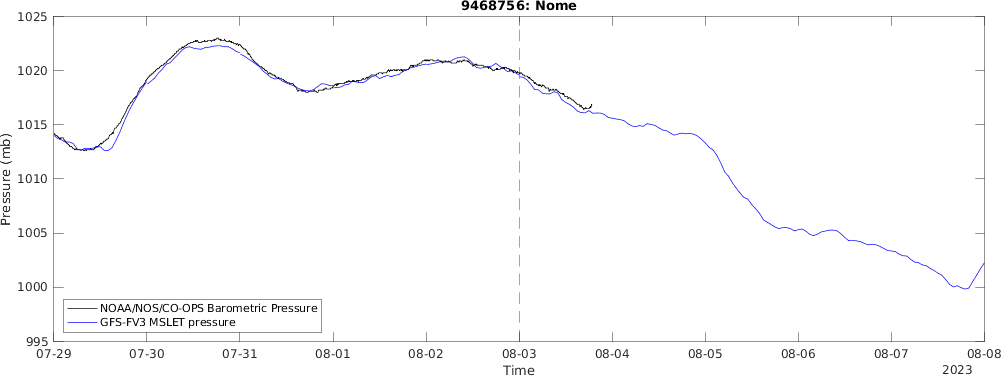 9468756: Nome
1025
1020
1015
1010
1005
1000
995
Pressure (mb)
NOAA/NOS/CO-OPS Barometric Pressure
GFS-FV3 MSLET pressure
07-29 07-30 07-31 08-01 08-02 08-03 08-04 08-05 08-06 08-07 08-08
Time
2023